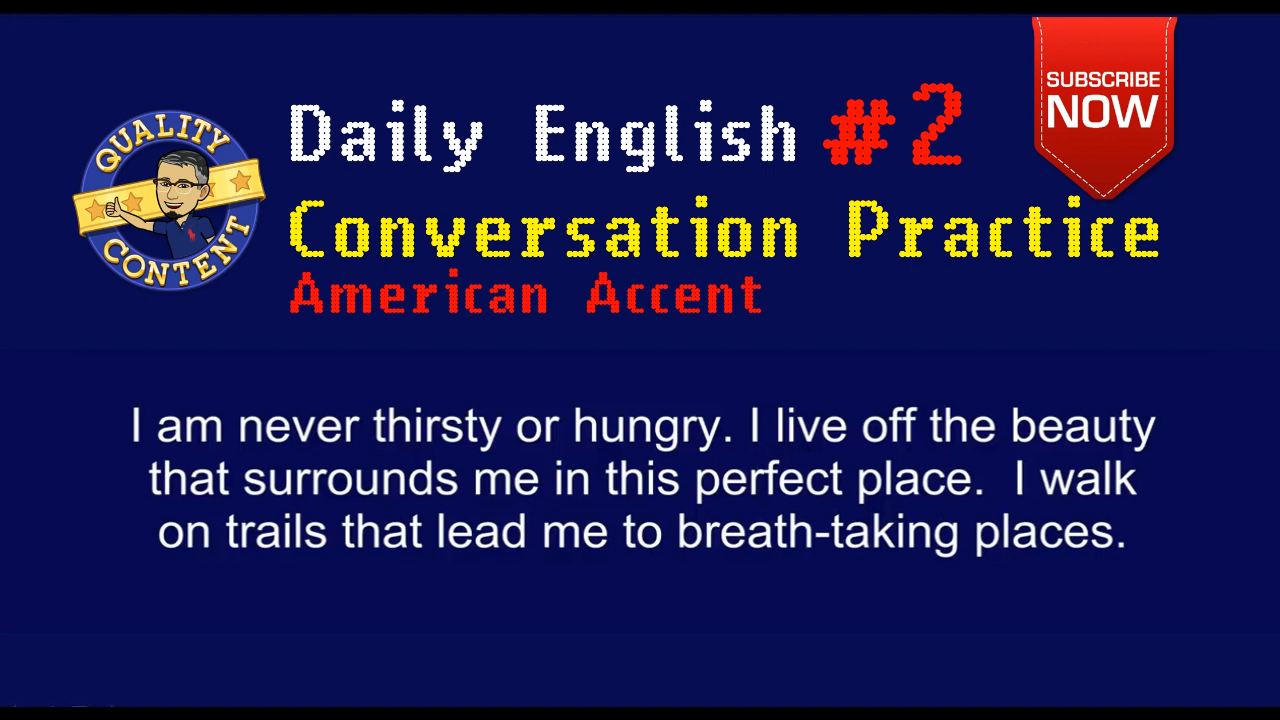 SUBSCRIBE
NOW
QUALITY
CONTENT
Daily English #2
Conversation Practice
American Accent
I am never thirsty or hungry. I live off the beauty
that surrounds me in this perfect place.  I walk
on trails that lead me to breath-taking places.